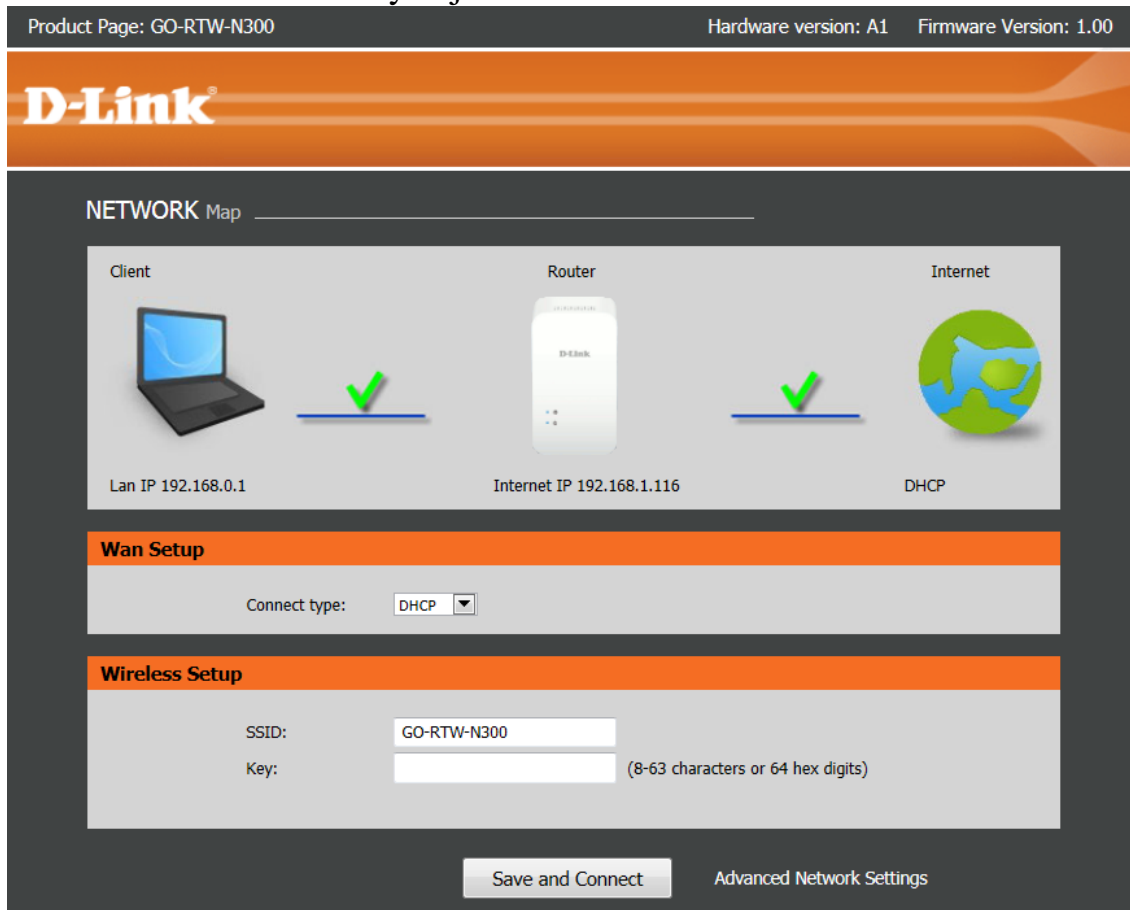 Product Page: GO-RTW-N300 Hardware version: A1 Firmware Version: 1.00
D-Link®
NETWORK Map
Client Router Internet
D-Link
Lan IP 192.168.0.1 Internet IP 192.168.1.116 DHCP
Wan Setup
Connect type: DHCP
Wireless Setup
SSID: GO-RTW-N300
Key: (8-63 characters or 64 hex digits)
Save and Connect Advanced Network Settings